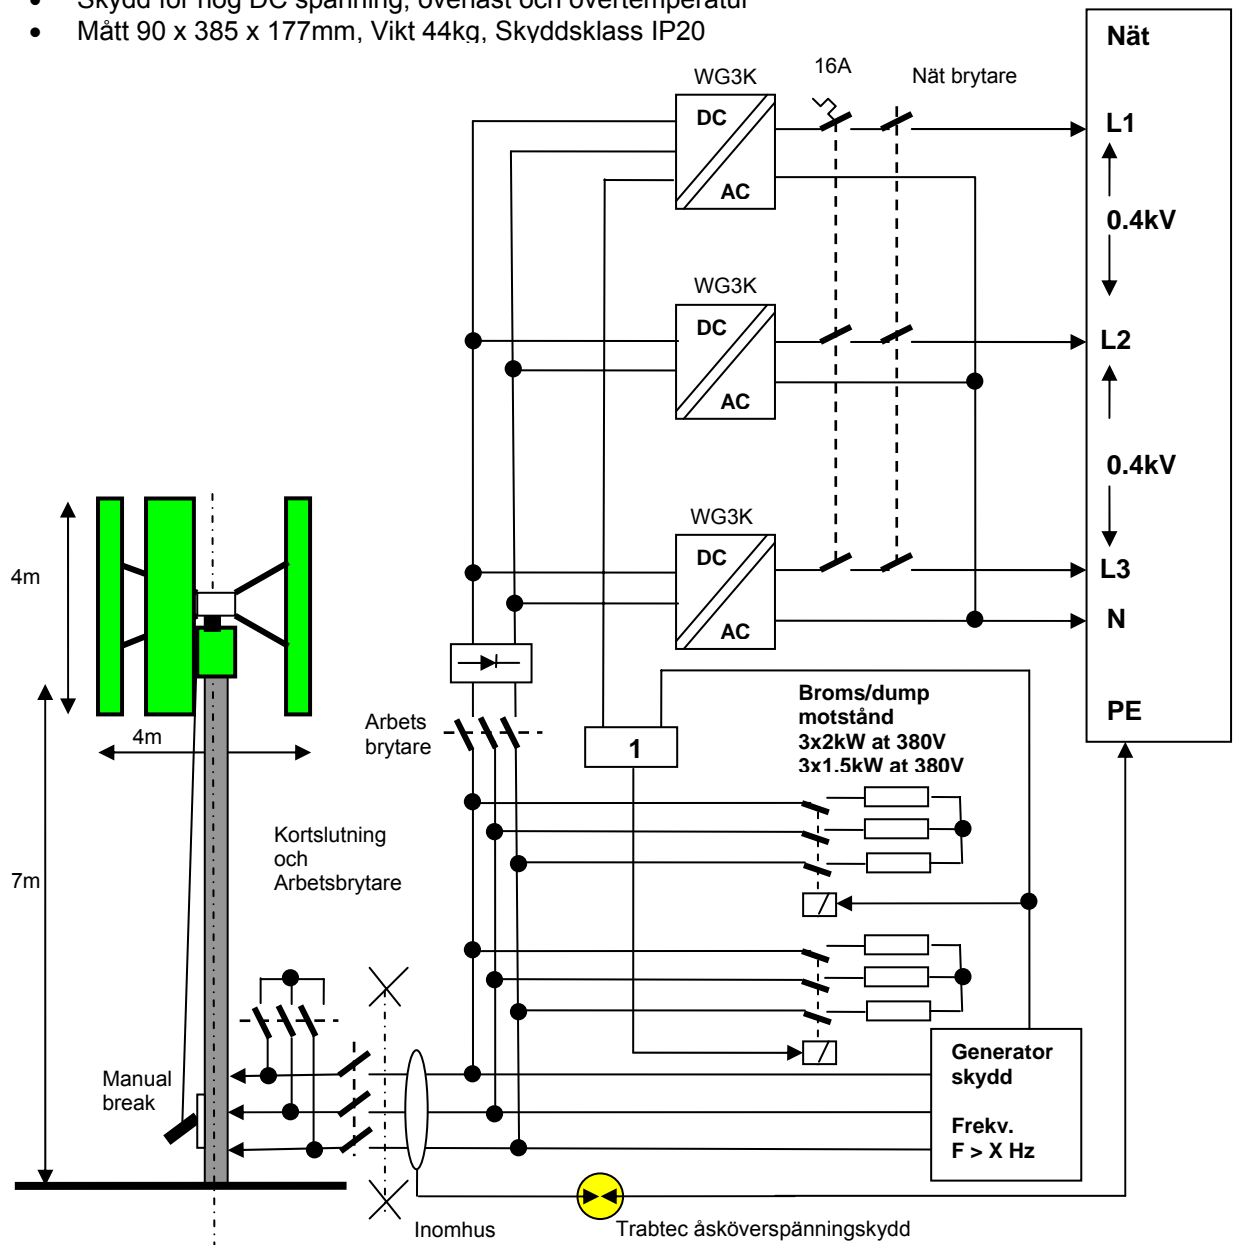 • Skydd för hög DC spänning, överlast och övertemperatur
• Mått 90 x 385 x 177mm, Vikt 44kg, Skyddsklass IP20
Nät
16A
Nät brytare
WG3K
DC
AC
L1
0.4kV
WG3K
DC
AC
L2
0.4kV
WG3K
DC
AC
L3
N
PE
4m
4m
7m
Arbets
brytare
1
Broms/dump
motstånd
3x2kW at 380V
3x1.5kW at 380V
Kortslutning
och
Arbetsbrytare
Manual
break
Generator
skydd
Frekv.
F > X Hz
Inomhus
Trabtec åsköverspänningskydd